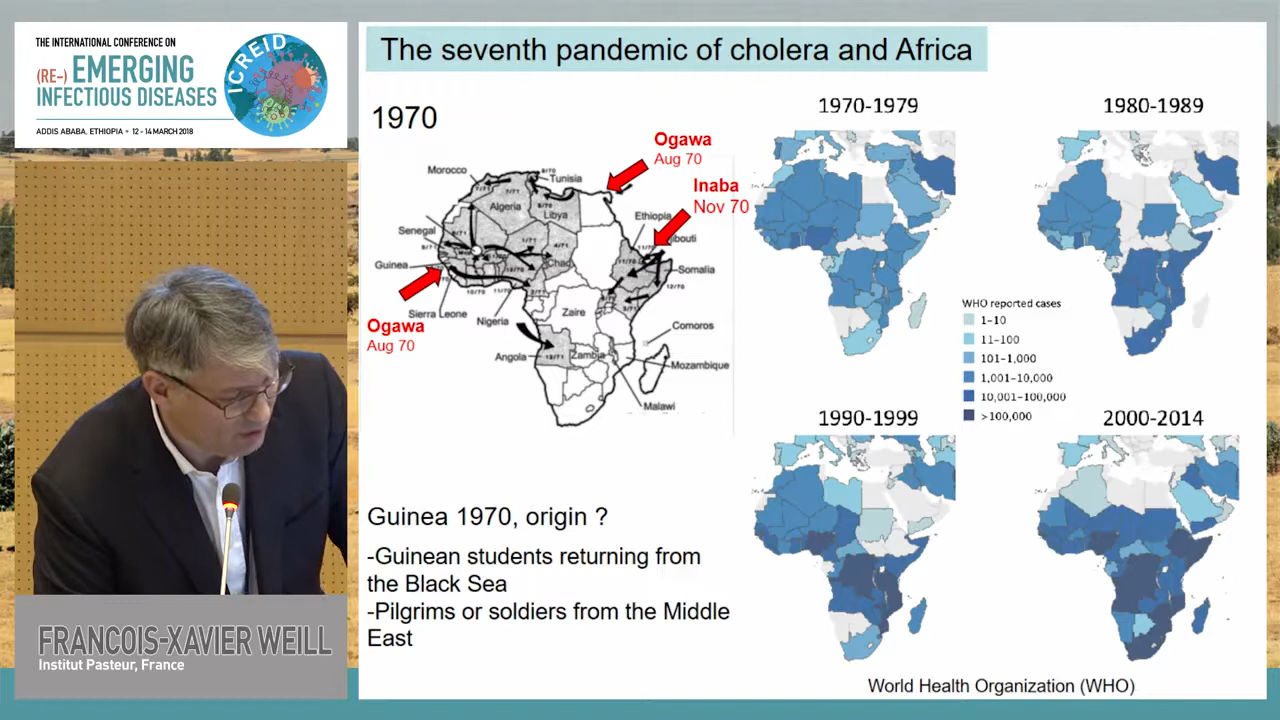 THE INTERNATIONAL CONFERENCE ON
(RE-) EMERGING
INFECTIOUS DISEASES
ADDIS ABABA, ETHIOPIA • 12 - 14 MARCH 2018
ICREID
FRANCOIS-XAVIER WEILL
Institut Pasteur, France
The seventh pandemic of cholera and Africa
1970
Ogawa
Aug 70
Inaba
Nov 70
Morocco
Tunisia
Algeria
Libya
Ethiopia
Senegal
Chad
Somalia
Guinea
Sierra Leone
Nigeria
Zaire
Ogawa
Aug 70
Comoros
Angola
Zambia
Mozambique
Malawi
Guinea 1970, origin ?
-Guinean students returning from
the Black Sea
-Pilgrims or soldiers from the Middle
East
1970-1979
1980-1989
WHO reported cases
1–10
11–100
101–1,000
1,001–10,000
10,001–100,000
>100,000
1990-1999
2000-2014
World Health Organization (WHO)